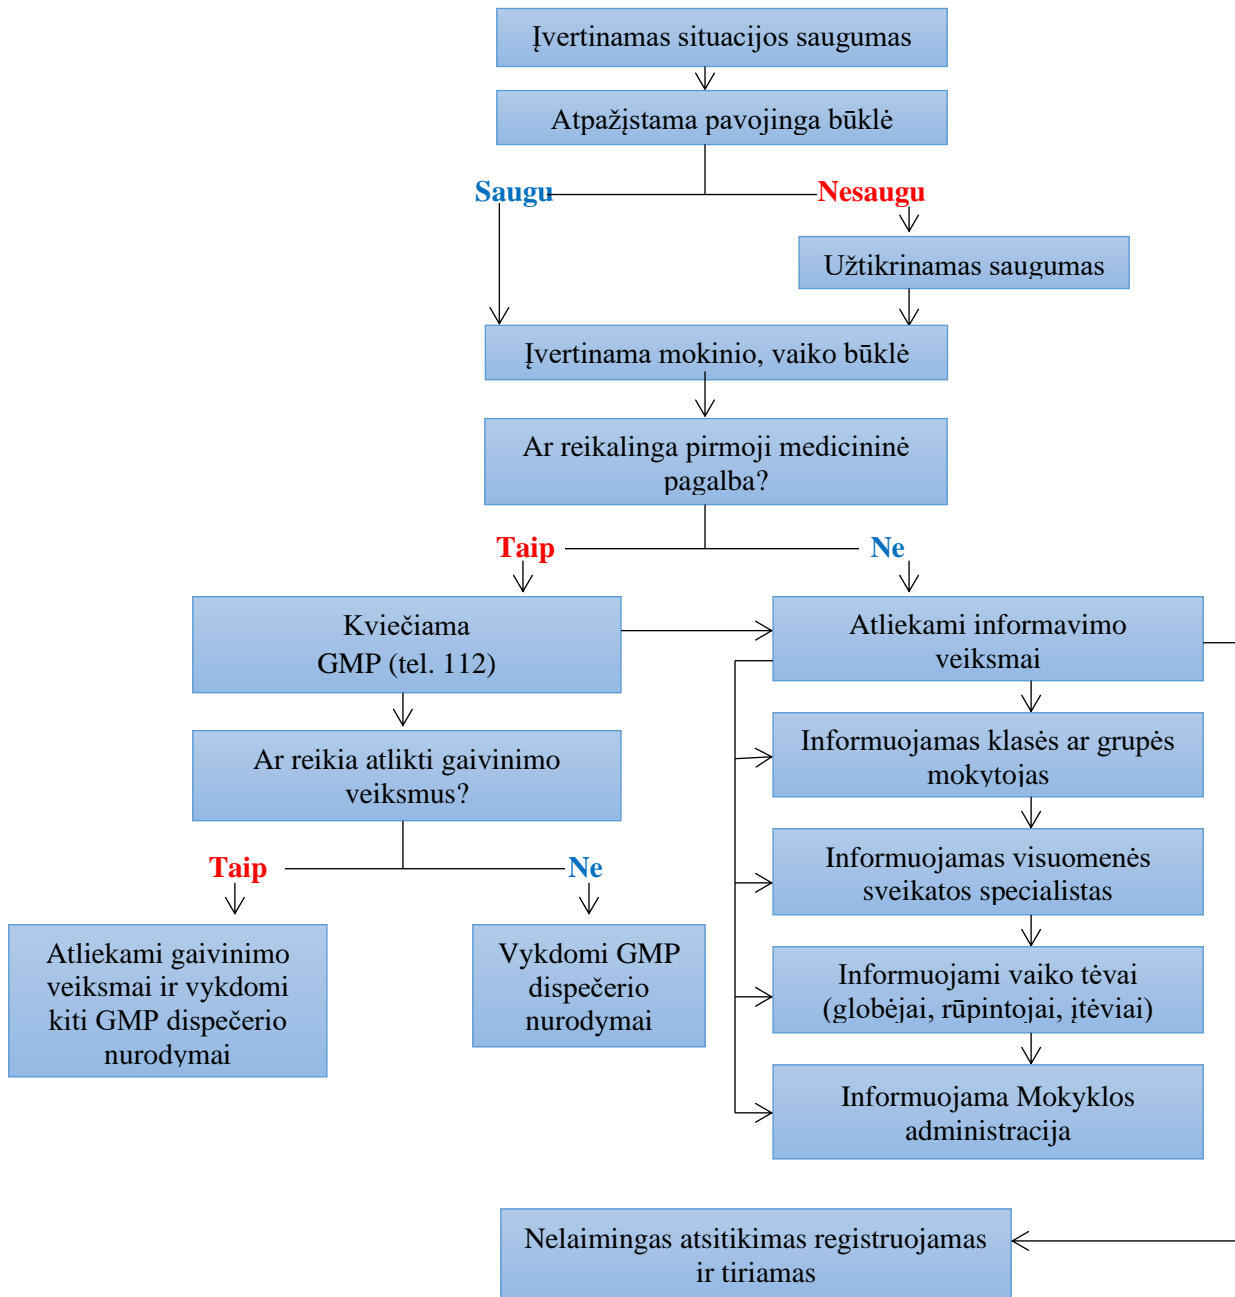 Įvertinamas situacijos saugumas
Atpažįstama pavojinga būklė
Saugu
Nesaugu
Užtikrinamas saugumas
Įvertinama mokinio, vaiko būklė
Ar reikalinga pirmoji medicininė
pagalba?
Taip
Ne
Kviečiama
GMP (tel. 112)
Atliekami informavimo
veiksmai
Ar reikia atlikti gaivinimo
veiksmus?
Informuojamas klasės ar grupės
mokytojas
Taip
Ne
Informuojamas visuomenės
sveikatos specialistas
Atliekami gaivinimo
veiksmai ir vykdomi
kiti GMP dispečerio
nurodymai
Vykdomi GMP
dispečerio
nurodymai
Informuojami vaiko tėvai
(globėjai, rūpintojai, įtėviai)
Informuojama Mokyklos
administracija
Nelaimingas atsitikimas registruojamas
ir tiriamas